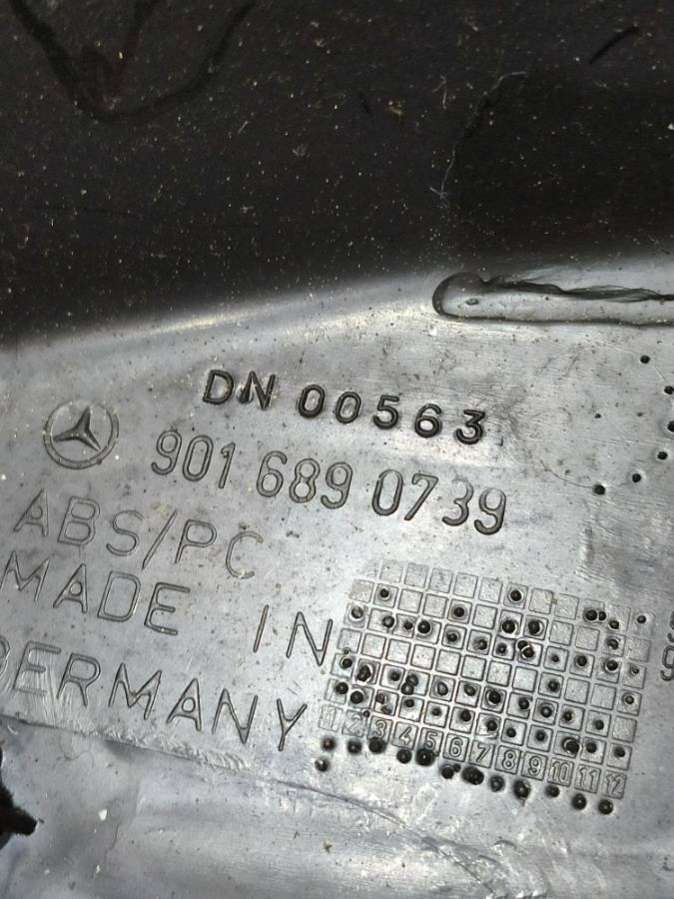 DN 00563
901 689 0739
ABS/PC
MADE IN
GERMANY
1 2 3 4 5 6 7 8 9 10 11 12